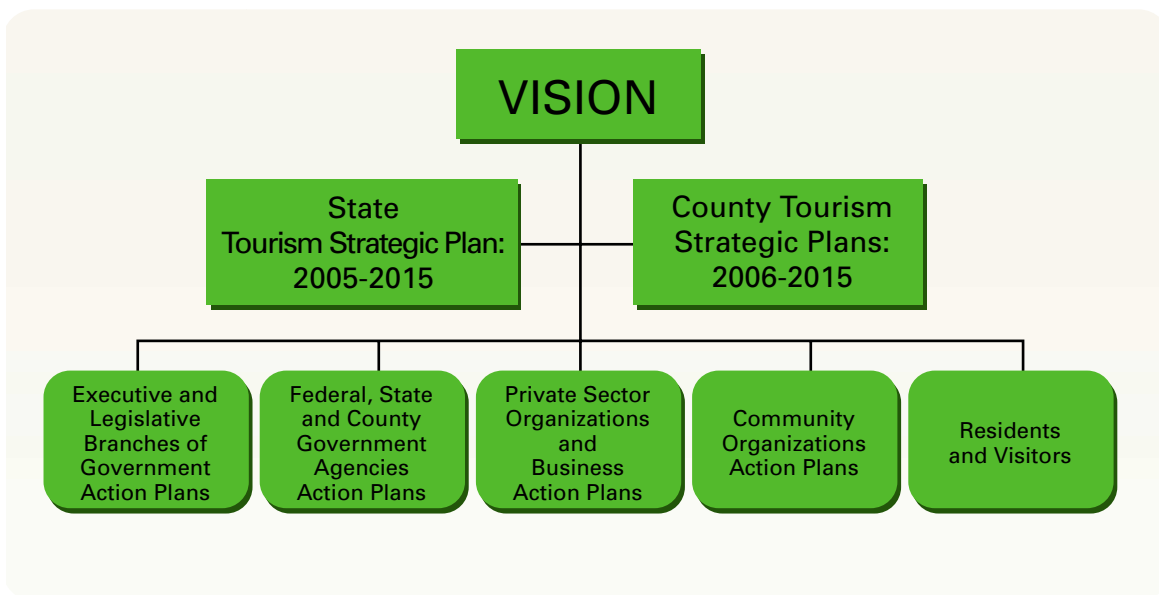 VISION
State
Tourism Strategic Plan:
2005-2015
County Tourism
Strategic Plans:
2006-2015
Executive and
Legislative
Branches of
Government
Action Plans
Federal, State
and County
Government
Agencies
Action Plans
Private Sector
Organizations
and
Business
Action Plans
Community
Organizations
Action Plans
Residents
and Visitors